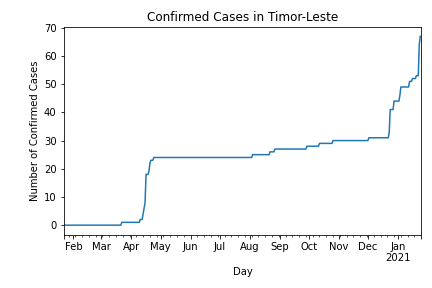 Confirmed Cases in Timor-Leste
70
60
50
40
30
20
10
0
Number of Confirmed Cases
Feb Mar Apr May Jun Jul Aug Sep Oct Nov Dec Jan
2021
Day